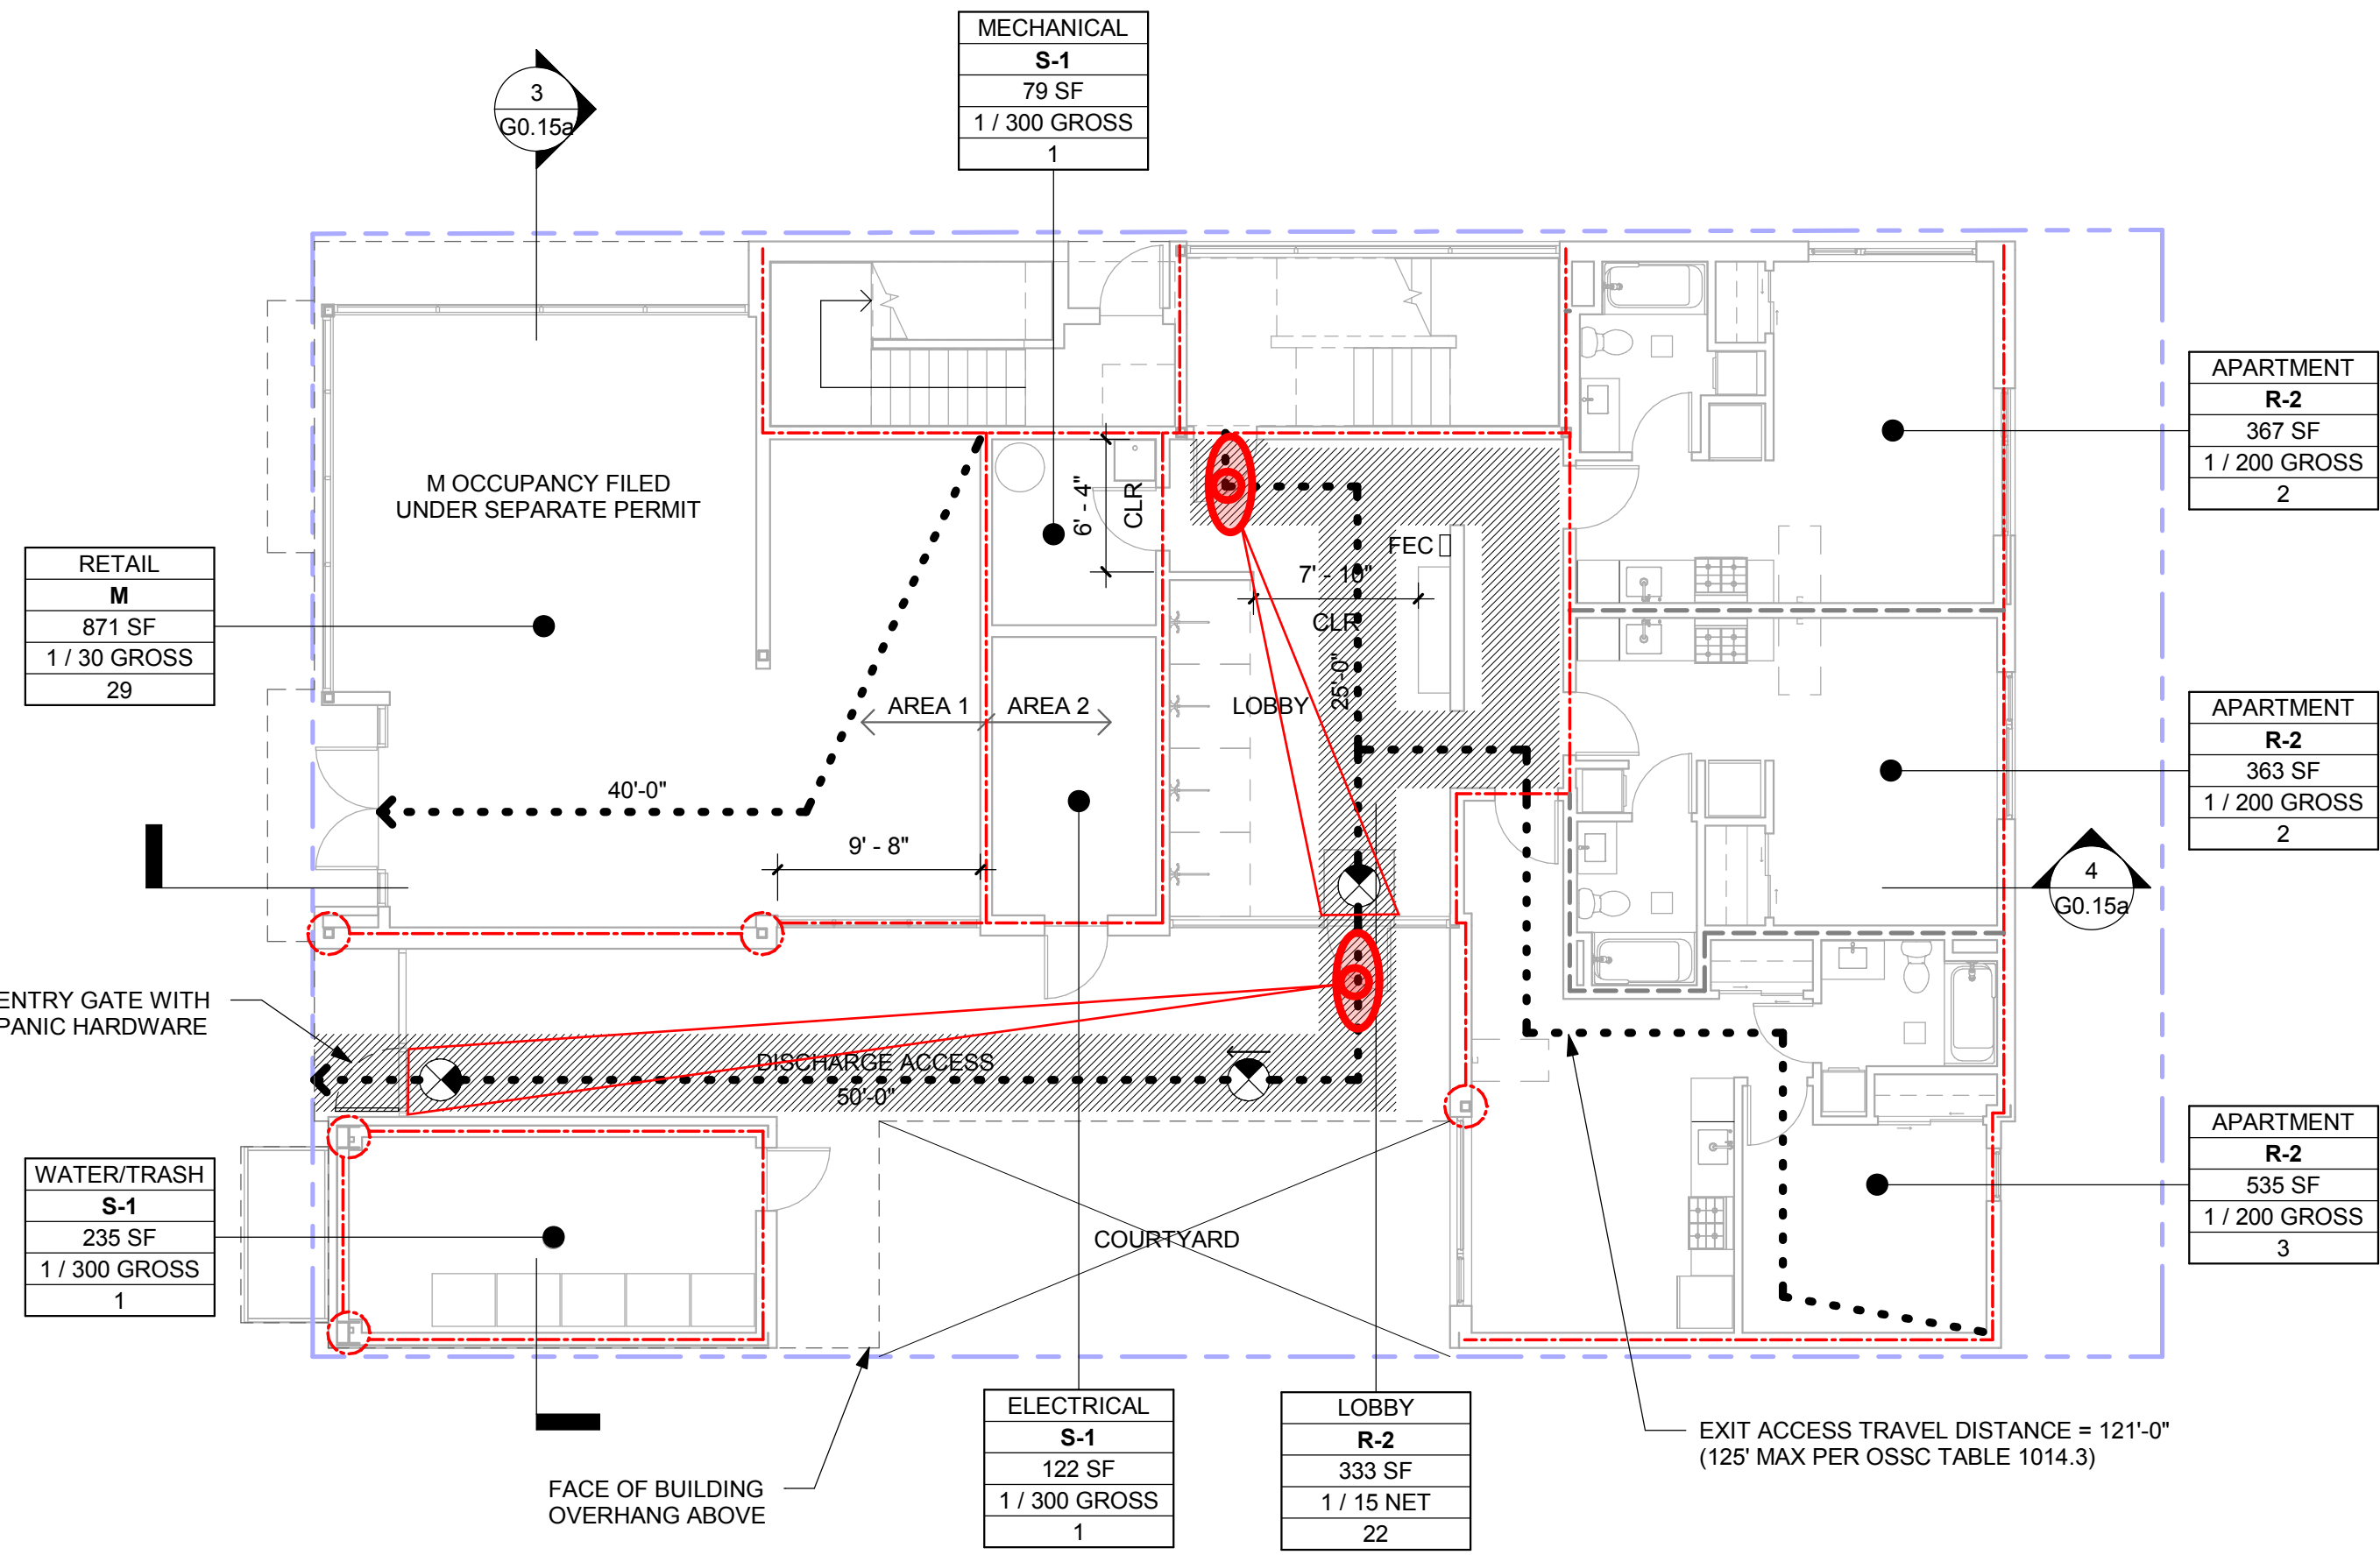 MECHANICAL
S-1
79 SF
1 / 300 GROSS
1
3
G0.15a
M OCCUPANCY FILED
UNDER SEPARATE PERMIT
6' - 4"
CLR
FEC
7' - 10"
CLR
25'-0"
LOBBY
AREA 1
AREA 2
40'-0"
9' - 8"
RETAIL
M
871 SF
1 / 30 GROSS
29
APARTMENT
R-2
367 SF
1 / 200 GROSS
2
APARTMENT
R-2
363 SF
1 / 200 GROSS
2
4
G0.15a
ENTRY GATE WITH
PANIC HARDWARE
DISCHARGE ACCESS
50'-0"
WATER/TRASH
S-1
235 SF
1 / 300 GROSS
1
COURTYARD
APARTMENT
R-2
535 SF
1 / 200 GROSS
3
FACE OF BUILDING
OVERHANG ABOVE
ELECTRICAL
S-1
122 SF
1 / 300 GROSS
1
LOBBY
R-2
333 SF
1 / 15 NET
22
EXIT ACCESS TRAVEL DISTANCE = 121'-0"
(125' MAX PER OSSC TABLE 1014.3)